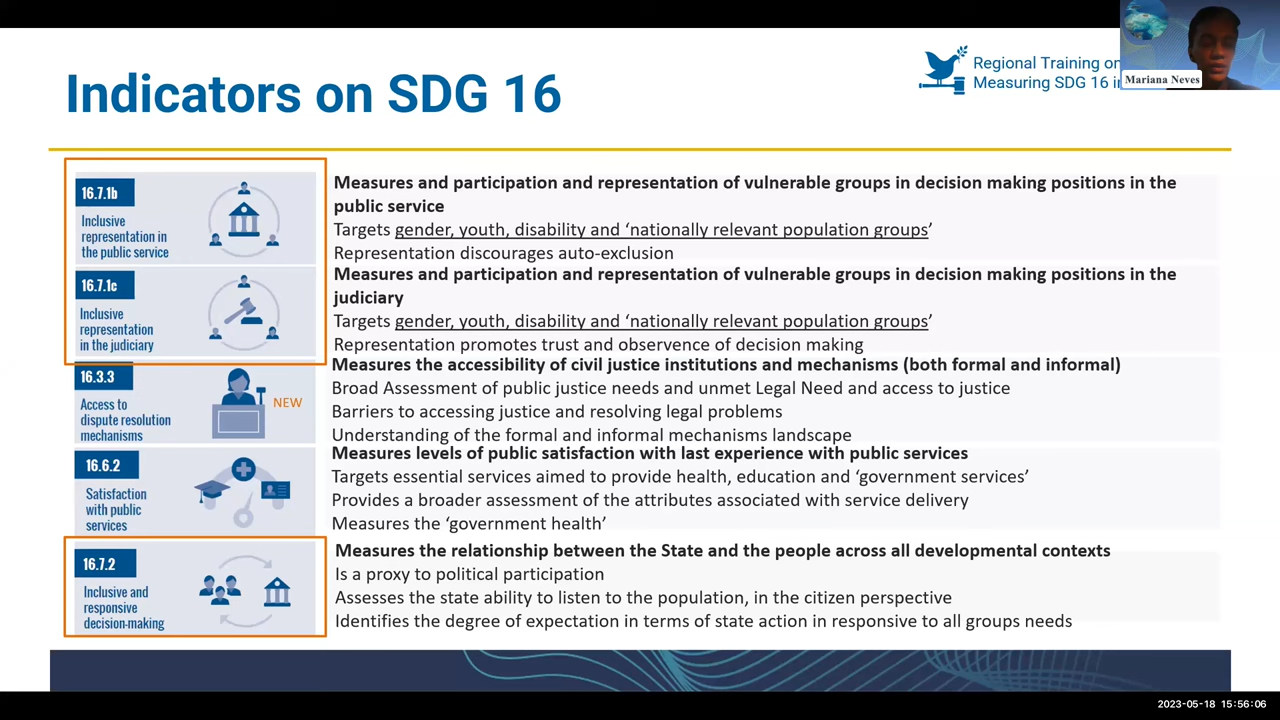 Indicators on SDG 16
Regional Training on
Measuring SDG 16 i
Mariana Neves
16.7.1b
Inclusive
representation in
the public service
Measures and participation and representation of vulnerable groups in decision making positions in the
public service
Targets gender, youth, disability and ‘nationally relevant population groups’
Representation discourages auto-exclusion
16.7.1c
Inclusive
representation
in the judiciary
Measures and participation and representation of vulnerable groups in decision making positions in the
judiciary
Targets gender, youth, disability and ‘nationally relevant population groups’
Representation promotes trust and observence of decision making
16.3.3
Access to
dispute resolution
mechanisms
NEW
Measures the accessibility of civil justice institutions and mechanisms (both formal and informal)
Broad Assessment of public justice needs and unmet Legal Need and access to justice
Barriers to accessing justice and resolving legal problems
Understanding of the formal and informal mechanisms landscape
16.6.2
Satisfaction
with public
services
Measures levels of public satisfaction with last experience with public services
Targets essential services aimed to provide health, education and ‘government services’
Provides a broader assessment of the attributes associated with service delivery
Measures the ‘government health’
16.7.2
Inclusive and
responsive
decision-making
Measures the relationship between the State and the people across all developmental contexts
Is a proxy to political participation
Assesses the state ability to listen to the population, in the citizen perspective
Identifies the degree of expectation in terms of state action in responsive to all groups needs
2023-05-18 15:56:06